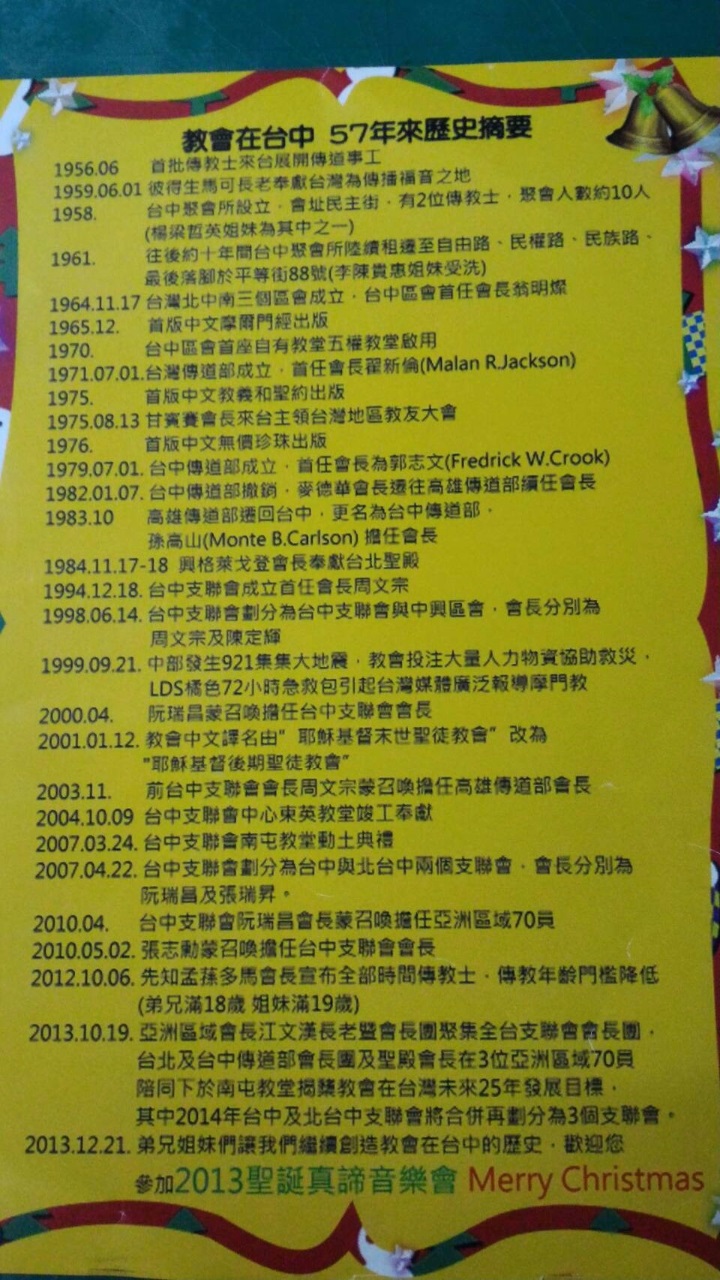 教會在台中 57年來歷史摘要
1956.06 首批傳教士來台展開傳道事工
1959.06.01 彼得生馬可長老奉獻台灣為傳播福音之地
1958. 台中聚會所設立，會址民主街，有2位傳教士，聚會人數約10人
(楊梁哲英姐妹為其中之一)
1961. 往後約十年間台中聚會所陸續租遷至自由路、民權路、民族路、
最後落腳於平等街88號(李陳貴惠姐妹受洗)
1964.11.17 台灣北中南三個區會成立，台中區會首任會長翁明燦
1965.12. 首版中文摩爾門經出版
1970. 台中區會首座自有教堂五權教堂啟用
1971.07.01.台灣傳道部成立，首任會長翟新倫(Malan R.Jackson)
1975. 首版中文教義和聖約出版
1975.08.13 甘賓賽會長來台主領台灣地區教友大會
1976. 首版中文無價珍珠出版
1979.07.01. 台中傳道部成立，首任會長為郭志文(Fredrick W.Crook)
1982.01.07. 台中傳道部撤銷，麥德華會長遷往高雄傳道部續任會長
1983.10 高雄傳道部遷回台中，更名為台中傳道部，
孫高山(Monte B.Carlson) 擔任會長
1984.11.17-18 興格萊戈登會長奉獻台北聖殿
1994.12.18. 台中支聯會成立首任會長周文宗
1998.06.14. 台中支聯會劃分為台中支聯會與中興區會，會長分別為
周文宗及陳定輝
1999.09.21. 中部發生921集集大地震，教會投注大量人力物資協助救災，
LDS橘色72小時急救包引起台灣媒體廣泛報導摩門教
2000.04. 阮瑞昌蒙召喚擔任台中支聯會會長
2001.01.12. 教會中文譯名由”耶穌基督末世聖徒教會”改為
"耶穌基督後期聖徒教會”
2003.11. 前台中支聯會會長周文宗蒙召喚擔任高雄傳道部會長
2004.10.09 台中支聯會中心東英教堂竣工奉獻
2007.03.24. 台中支聯會南屯教堂動土典禮
2007.04.22. 台中支聯會劃分為台中與北台中兩個支聯會，會長分別為
阮瑞昌及張瑞昇。
2010.04. 台中支聯會阮瑞昌會長蒙召喚擔任亞洲區域70員
2010.05.02. 張志勳蒙召喚擔任台中支聯會會長
2012.10.06. 先知孟蓀多馬會長宣布全部時間傳教士，傳教年齡門檻降低
(弟兄滿18歲 姐妹滿19歲)
2013.10.19. 亞洲區域會長江文漢長老暨會長團聚集全台支聯會會長團，
台北及台中傳道部會長團及聖殿會長在3位亞洲區域70員
陪同下於南屯教堂揭櫫教會在台灣未來25年發展目標，
其中2014年台中及北台中支聯會將合併再劃分為3個支聯會。
2013.12.21. 弟兄姐妹們讓我們繼續創造教會在台中的歷史，歡迎您
參加2013聖誕真諦音樂會 Merry Christmas